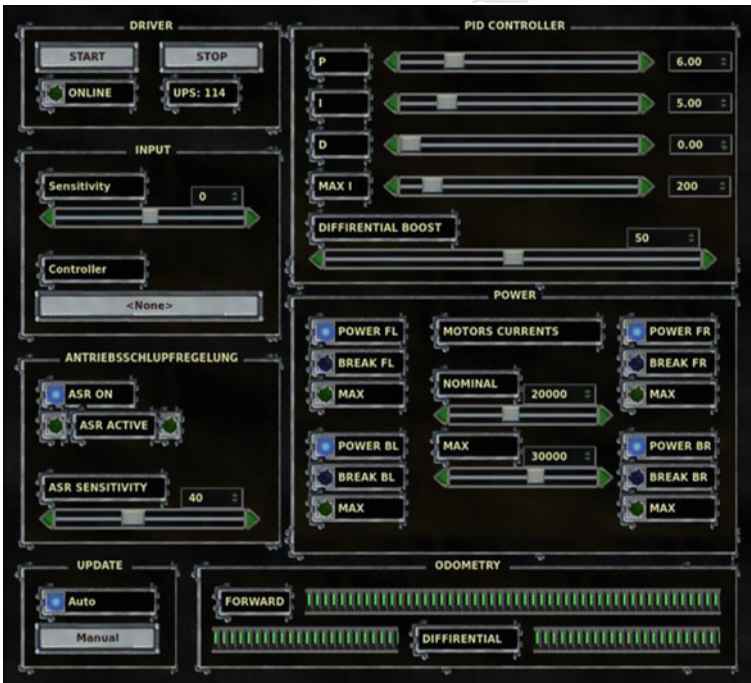 DRIVER
START STOP
ONLINE UPS: 114
INPUT
Sensitivity 0
Controller
<None>
ANTRIEBSSCHLUPFREGELUNG
ASR ON
ASR ACTIVE
ASR SENSITIVITY 40
UPDATE
Auto
Manual
PID CONTROLLER
P 6.00
I 5.00
D 0.00
MAX I 200
DIFFIRENTIAL BOOST 50
POWER
POWER FL MOTORS CURRENTS POWER FR
BREAK FL BREAK FR
MAX NOMINAL 20000 MAX
POWER BL MAX 30000 POWER BR
BREAK BL BREAK BR
MAX MAX
ODOMETRY
FORWARD
DIFFIRENTIAL